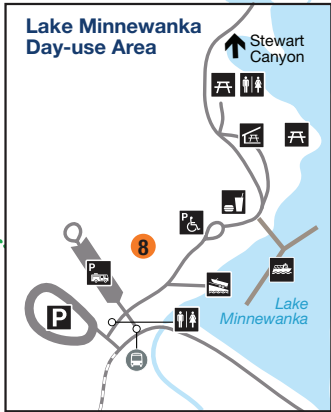 Lake Minnewanka
Day-use Area
Stewart
Canyon
P
8
P
P
Lake
Minnewanka